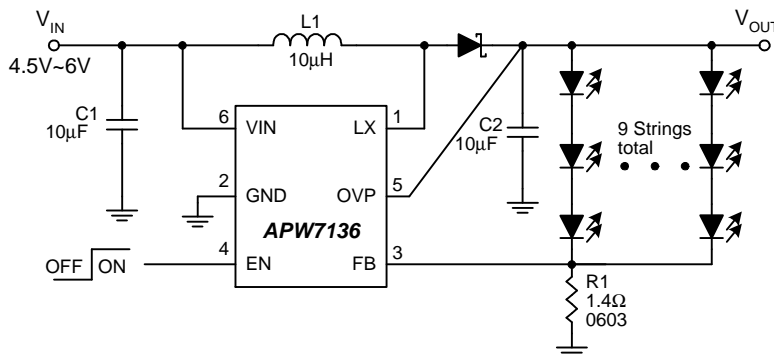 VIN
4.5V~6V
L1
10μH
VOUT
C1
10μF
6
VIN
LX
1
C2
10μF
9 Strings
total
2
GND
OVP
5
APW7136
OFF
ON
4
EN
FB
3
R1
1.4Ω
0603